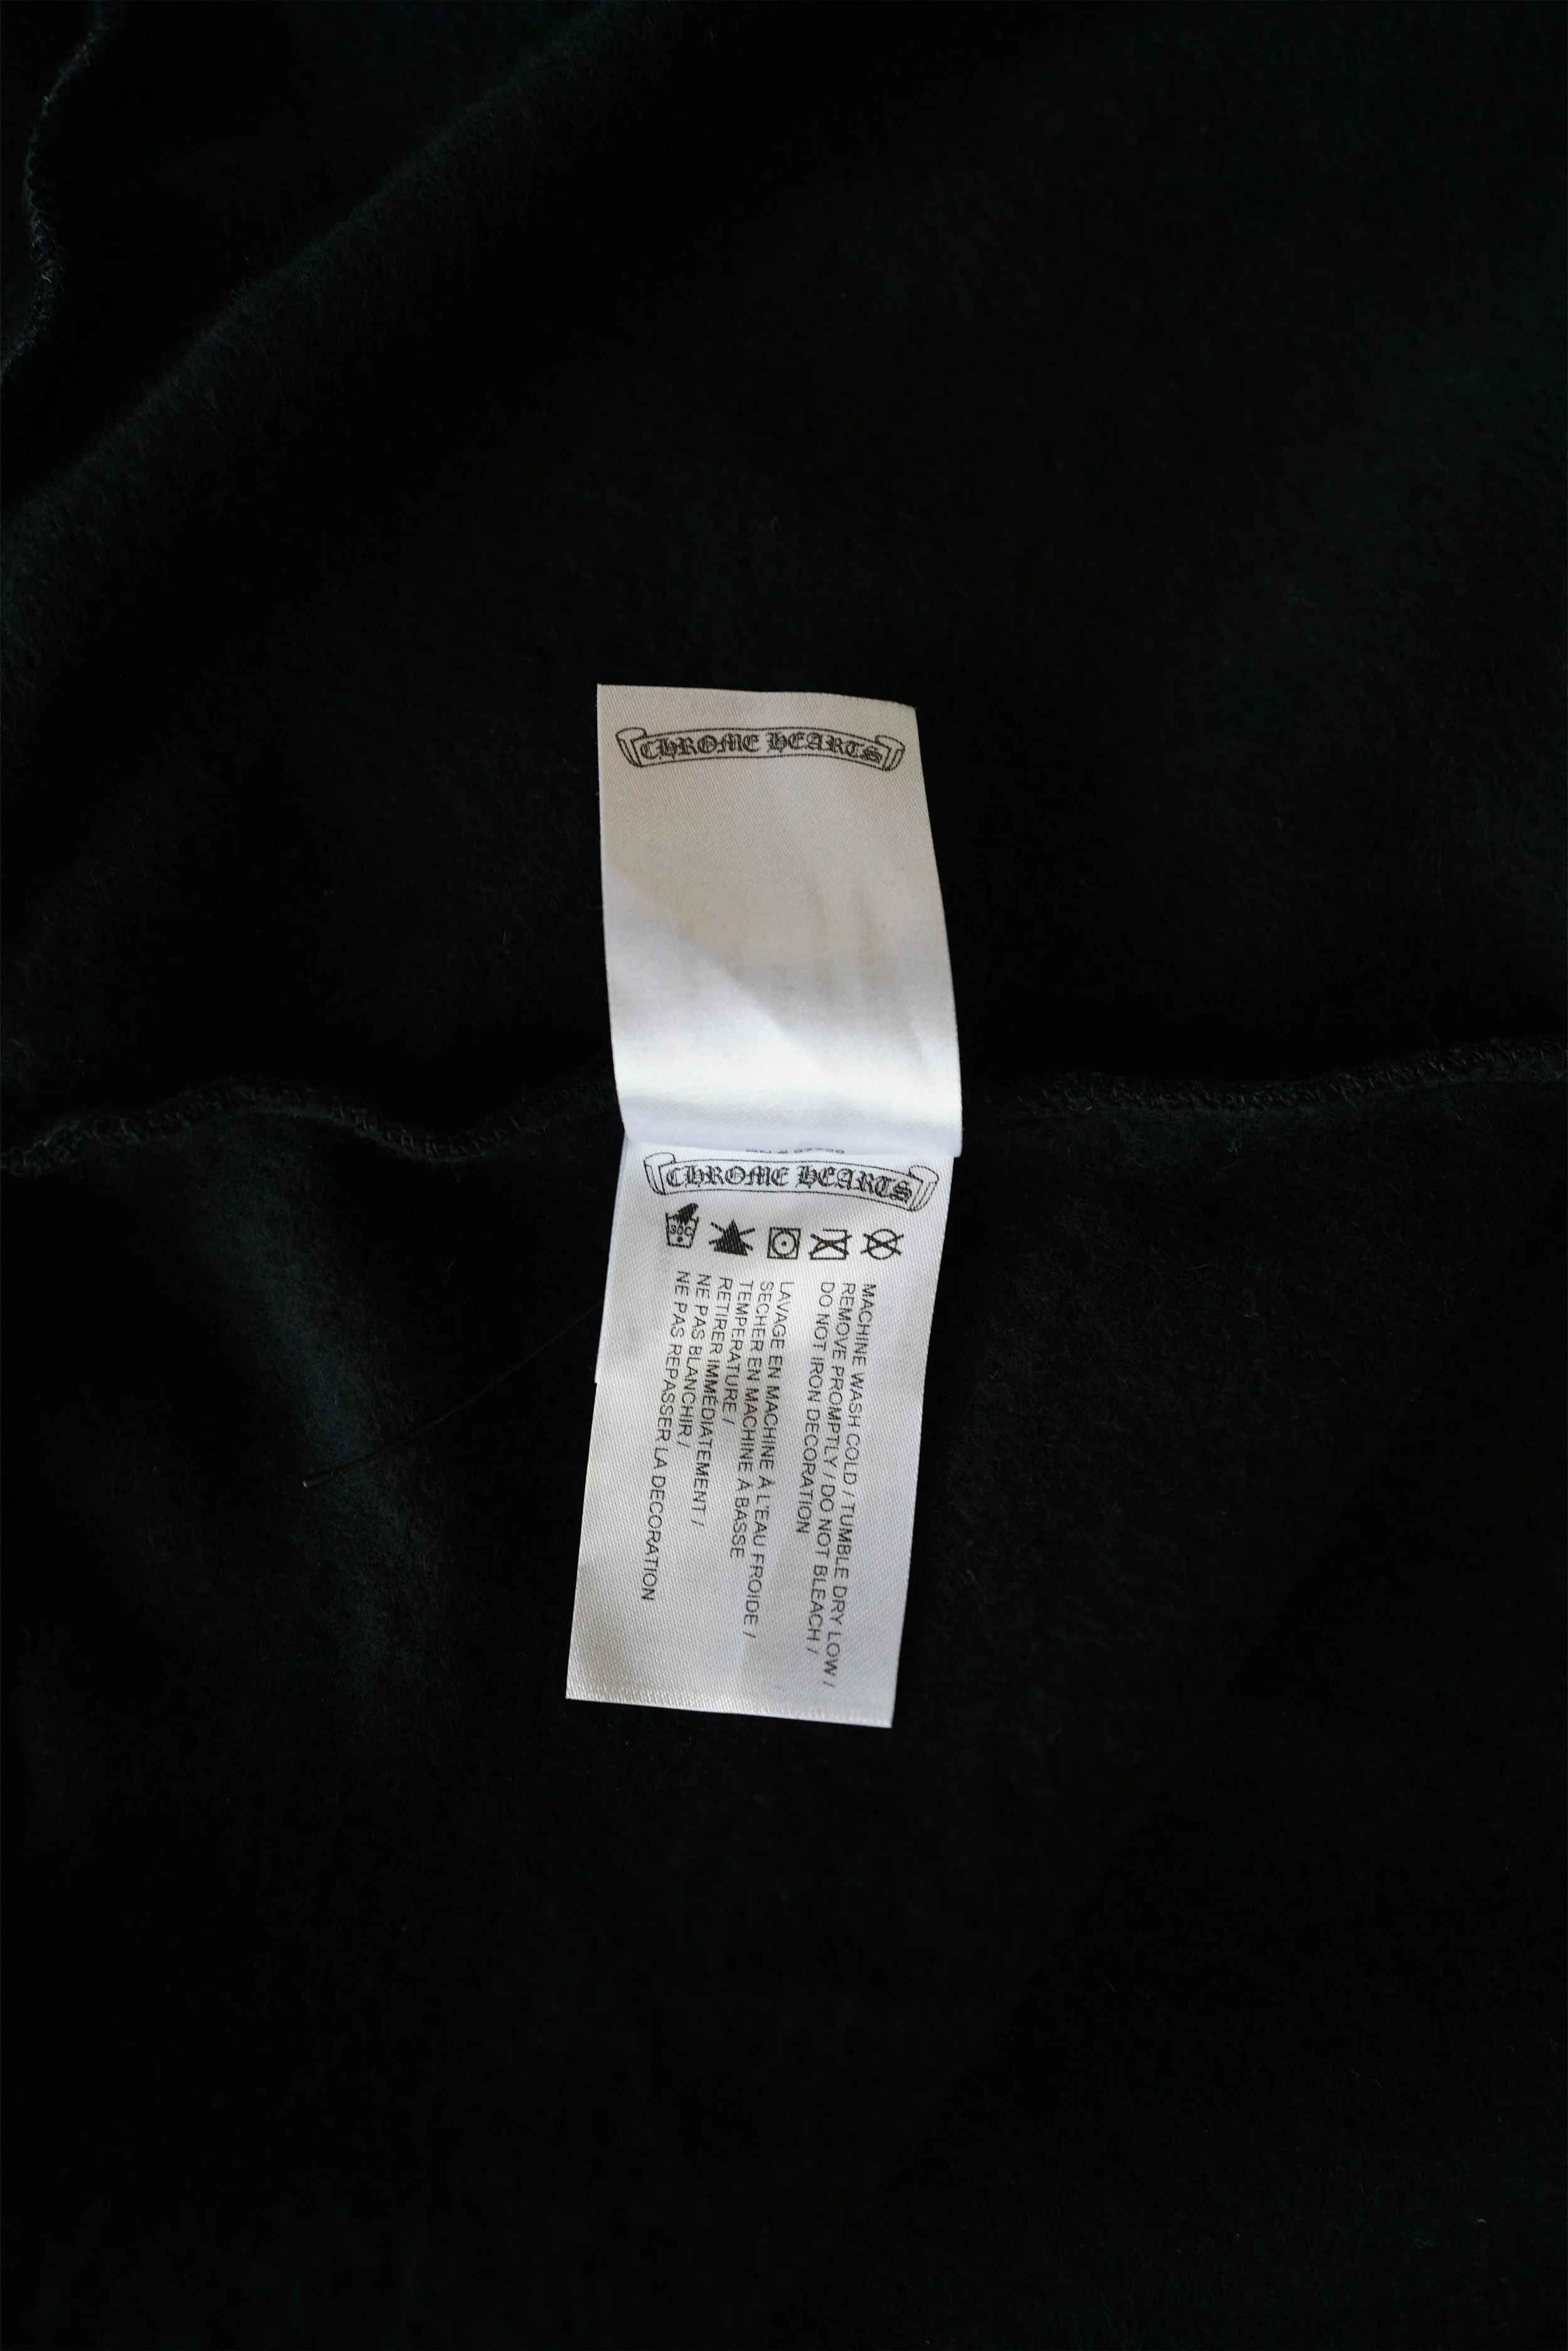 CHROME HEARTS
CHROME HEARTS
30C
MACHINE WASH COLD / TUMBLE DRY LOW /
REMOVE PROMPTLY / DO NOT BLEACH /
DO NOT IRON DECORATION
LAVAGE EN MACHINE À L'EAU FROIDE /
SECHER EN MACHINE À BASSE
TEMPERATURE /
RETIRER IMMÉDIATEMENT /
NE PAS BLANCHIR /
NE PAS REPASSER LA DECORATION